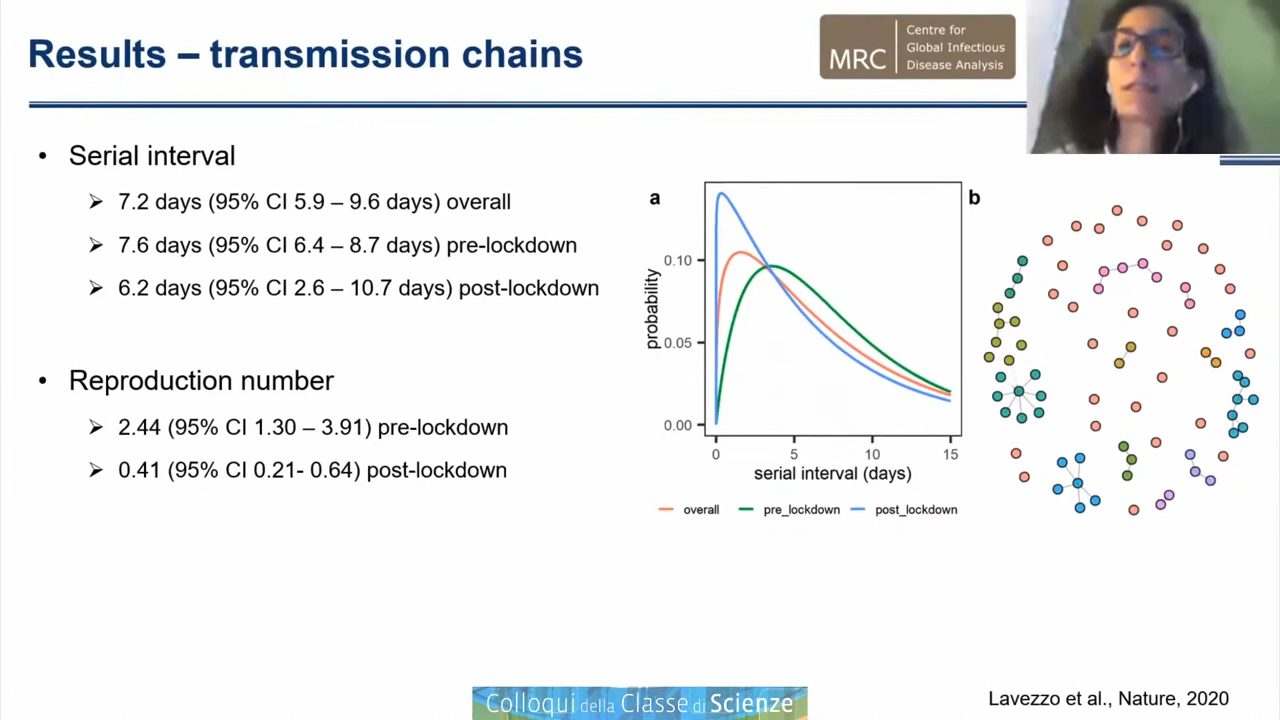 Results – transmission chains
MRC
Centre for
Global Infectious
Disease Analysis
• Serial interval
➢ 7.2 days (95% CI 5.9 – 9.6 days) overall
➢ 7.6 days (95% CI 6.4 – 8.7 days) pre-lockdown
➢ 6.2 days (95% CI 2.6 – 10.7 days) post-lockdown
• Reproduction number
➢ 2.44 (95% CI 1.30 – 3.91) pre-lockdown
➢ 0.41 (95% CI 0.21- 0.64) post-lockdown
a
probability
0.10
0.05
0.00
0 5 10 15
serial interval (days)
overall pre_lockdown post_lockdown
b
Colloqui della Classe di Scienze
Lavezzo et al., Nature, 2020